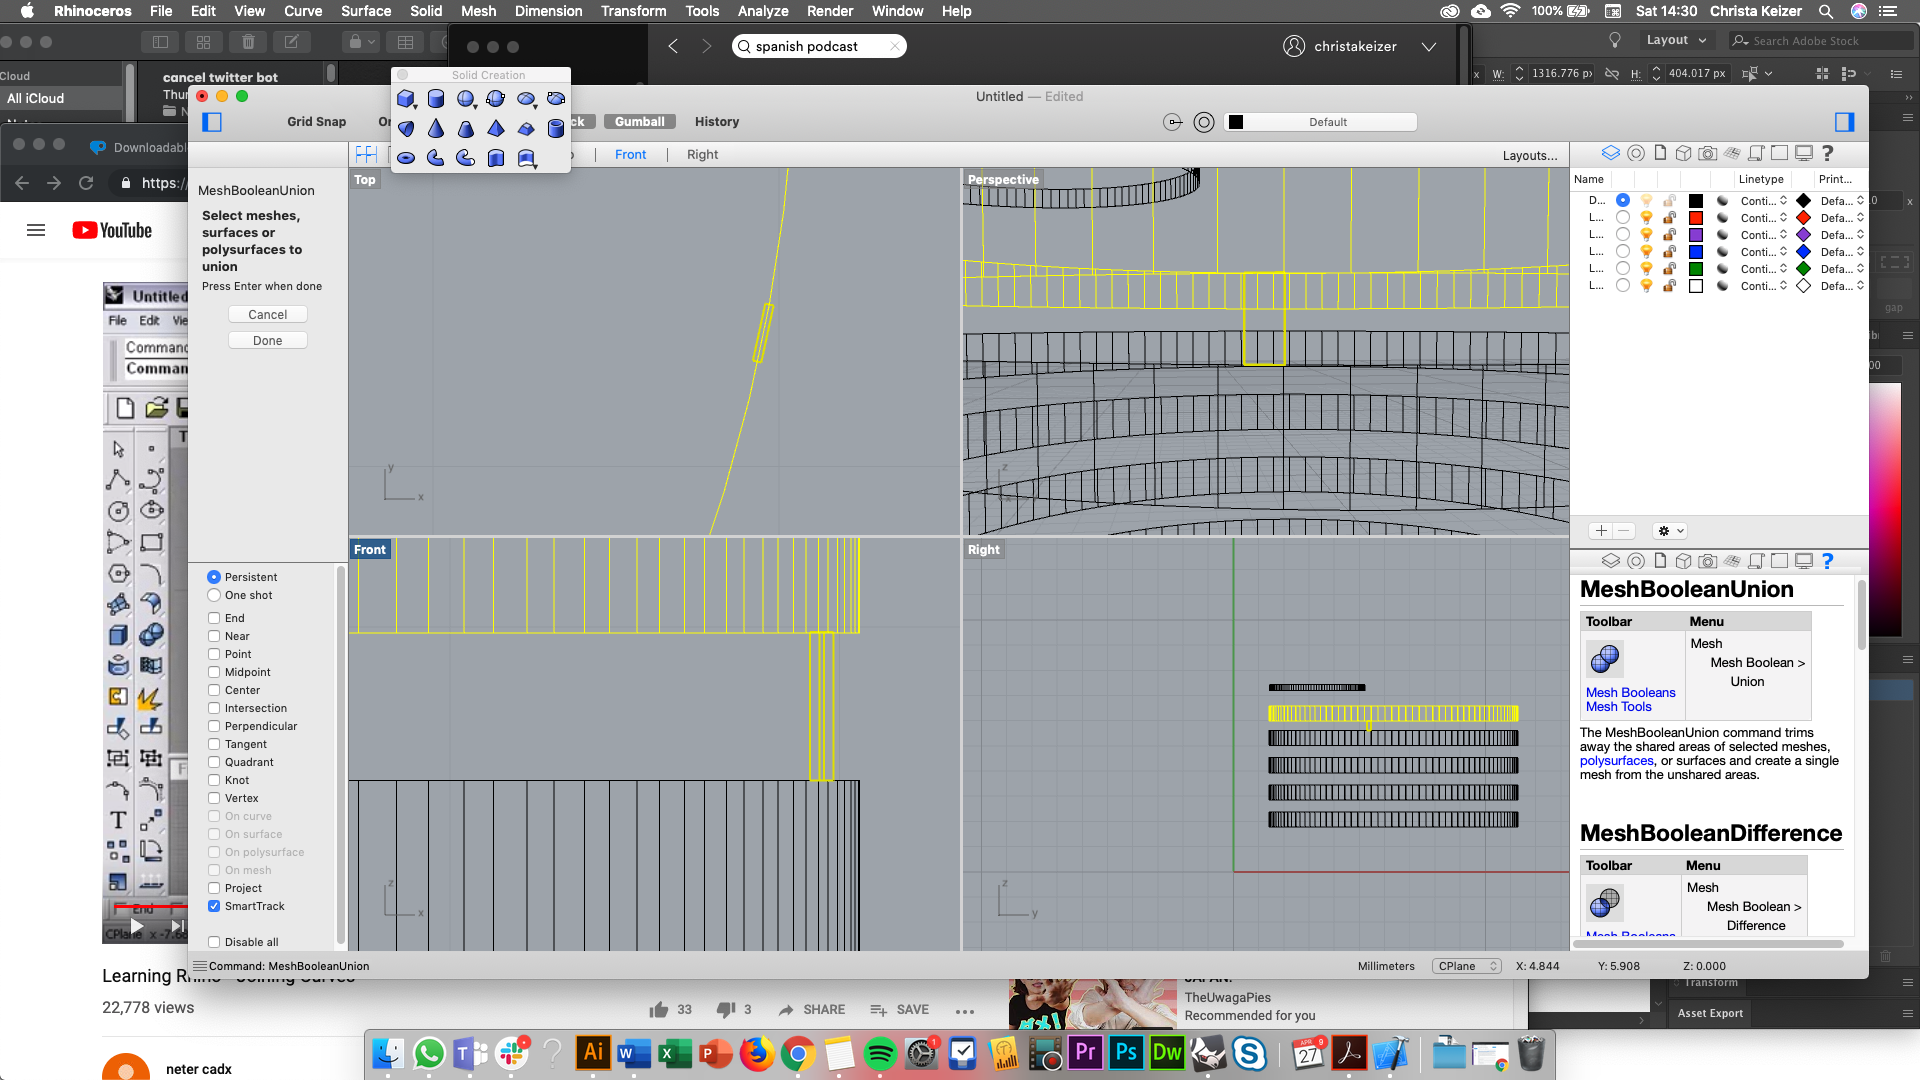 Rhinoceros File Edit View Curve Surface Solid Mesh Dimension Transform Tools Analyze Render Window Help
100% Sat 14:30 Christa Keizer
spanish podcast
christakeizer
Layout
Search Adobe Stock
cancel twitter bot
All iCloud
W: 1316.776 H: 404.017 px
Solid Creation
Untitled — Edited
Grid Snap
Gumball
History
Default
Downloadabl
https:/
Front
Right
Layouts...
YouTube
MeshBooleanUnion
Select meshes,
surfaces or
polysurfaces to
union
Press Enter when done
Cancel
Done
Top
Perspective
Front
Right
y
x
z
x
z
y
Name Linetype Print...
D... Conti... Defa...
L... Conti... Defa...
L... Conti... Defa...
L... Conti... Defa...
L... Conti... Defa...
L... Conti... Defa...
Untitled
File Edit Vie
Command
Comman
Persistent
One shot
End
Near
Point
Midpoint
Center
Intersection
Perpendicular
Tangent
Quadrant
Knot
Vertex
On curve
On surface
On polysurface
On mesh
Project
SmartTrack
Disable all
MeshBooleanUnion
Toolbar Menu
Mesh
Mesh Boolean >
Union
Mesh Booleans
Mesh Tools
The MeshBooleanUnion command trims
away the shared areas of selected meshes,
polysurfaces, or surfaces and create a single
mesh from the unshared areas.
MeshBooleanDifference
Toolbar Menu
Mesh
Mesh Boolean >
Difference
Mesh Booleans
Command: MeshBooleanUnion
Millimeters CPlane X: 4.844 Y: 5.908 Z: 0.000
22,778 views
33 3 SHARE SAVE
TheUwagaPies
Recommended for you
Transform
Asset Export
neter cadx